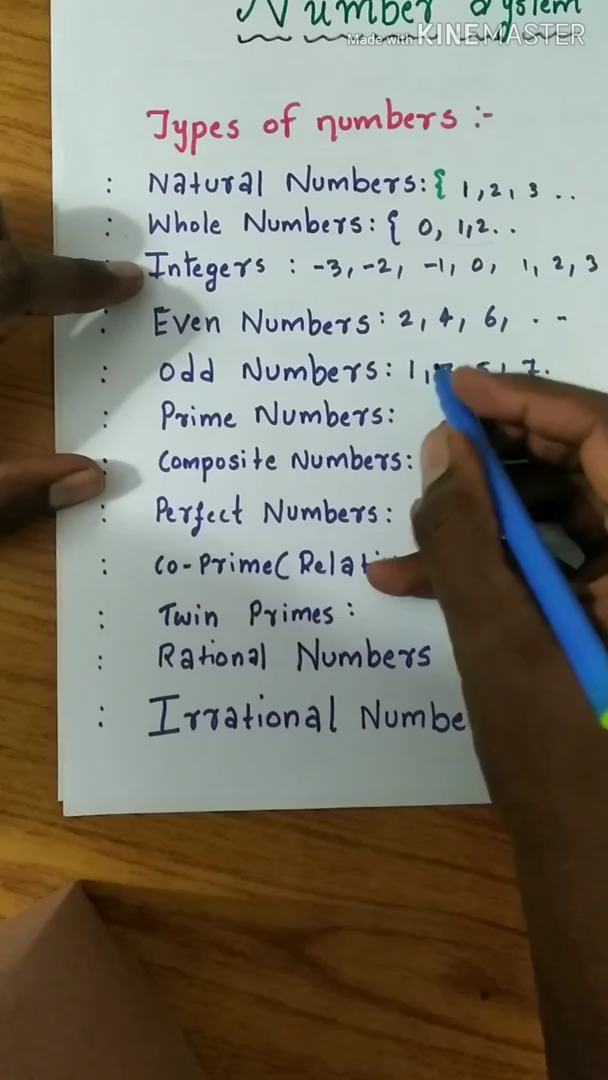 Number System
Made with KINEMASTER
Types of numbers :-
: Natural Numbers: { 1, 2, 3 . .
: Whole Numbers: { 0, 1, 2. .
Integers : -3, -2, -1, 0, 1, 2, 3
: Even Numbers: 2, 4, 6, . -
: Odd Numbers: 1, 7.
: Prime Numbers:
: Composite Numbers:
: Perfect Numbers:
: Co-Prime(
: Twin Primes:
: Rational Numbers
: Irrational Numbe